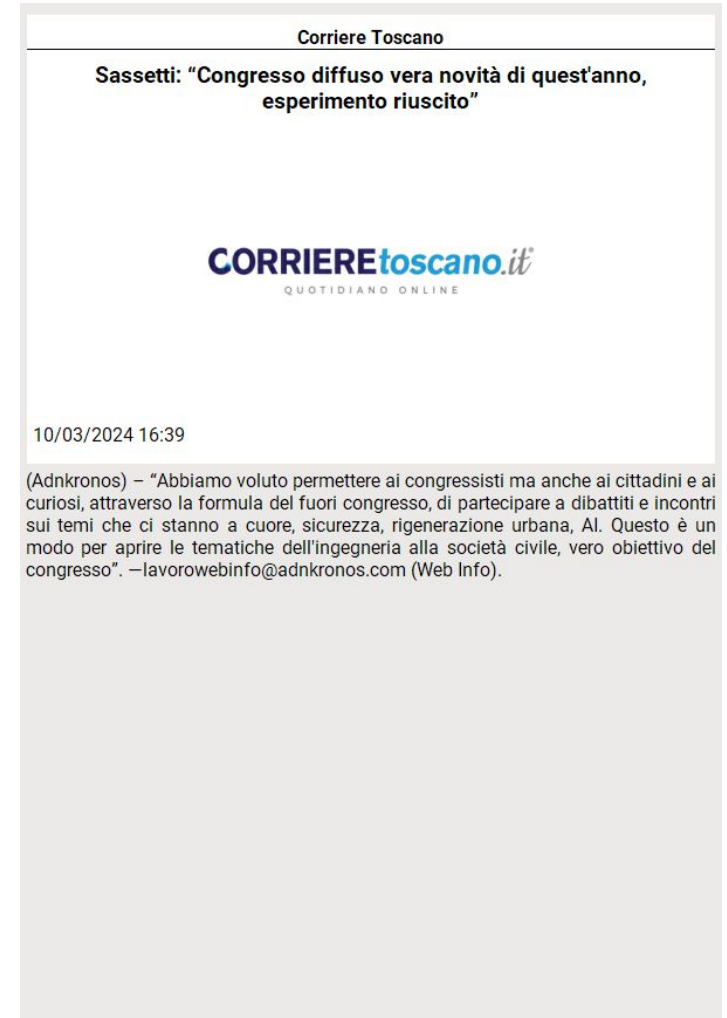 Corriere Toscano
Sassetti: “Congresso diffuso vera novità di quest'anno,
esperimento riuscito”
CORRIEREtoscano.it
QUOTIDIANO ONLINE
10/03/2024 16:39
(Adnkronos) – “Abbiamo voluto permettere ai congressisti ma anche ai cittadini e ai
curiosi, attraverso la formula del fuori congresso, di partecipare a dibattiti e incontri
sui temi che ci stanno a cuore, sicurezza, rigenerazione urbana, AI. Questo è un
modo per aprire le tematiche dell'ingegneria alla società civile, vero obiettivo del
congresso”. —lavorowebinfo@adnkronos.com (Web Info).